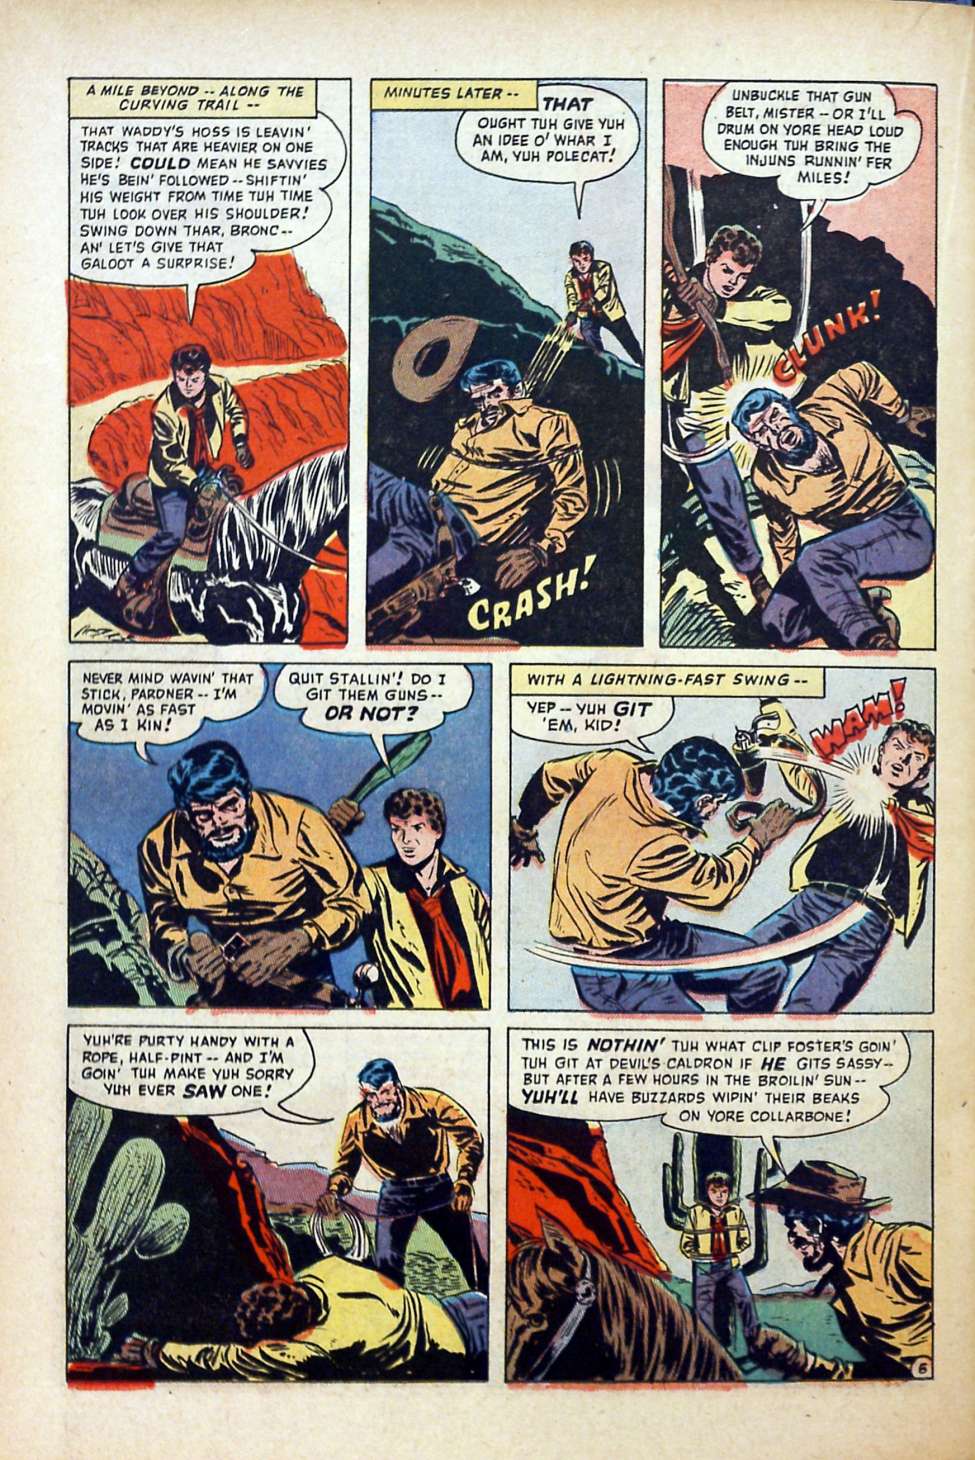 A MILE BEYOND -- ALONG THE
CURVING TRAIL --
THAT WADDY'S HOSS IS LEAVIN'
TRACKS THAT ARE HEAVIER ON ONE
SIDE! COULD MEAN HE SAVVIES
HE'S BEIN' FOLLOWED -- SHIFTIN'
HIS WEIGHT FROM TIME TUH TIME
TUH LOOK OVER HIS SHOULDER!
SWING DOWN THAR, BRONC --
AN' LET'S GIVE THAT
GALOOT A SURPRISE!
MINUTES LATER --
THAT
OUGHT TUH GIVE YUH
AN IDEE O' WHAR I
AM, YUH POLECAT!
CRASH!
UNBUCKLE THAT GUN
BELT, MISTER -- OR I'LL
DRUM ON YORE HEAD LOUD
ENOUGH TUH BRING THE
INJUNS RUNNIN' FER
MILES!
CLUNK!
NEVER MIND WAVIN' THAT
STICK, PARDNER -- I'M
MOVIN' AS FAST
AS I KIN!
QUIT STALLIN'! DO I
GIT THEM GUNS --
OR NOT?
WITH A LIGHTNING-FAST SWING --
YEP -- YUH GIT
'EM, KID!
WAM!
YUH'RE PURTY HANDY WITH A
ROPE, HALF-PINT -- AND I'M
GOIN' TUH MAKE YUH SORRY
YUH EVER SAW ONE!
THIS IS NOTHIN' TUH WHAT CLIP FOSTER'S GOIN'
TUH GIT AT DEVIL'S CALDRON IF HE GITS SASSY --
BUT AFTER A FEW HOURS IN THE BROILIN' SUN --
YUH'LL HAVE BUZZARDS WIPIN' THEIR BEAKS
ON YORE COLLARBONE!
6